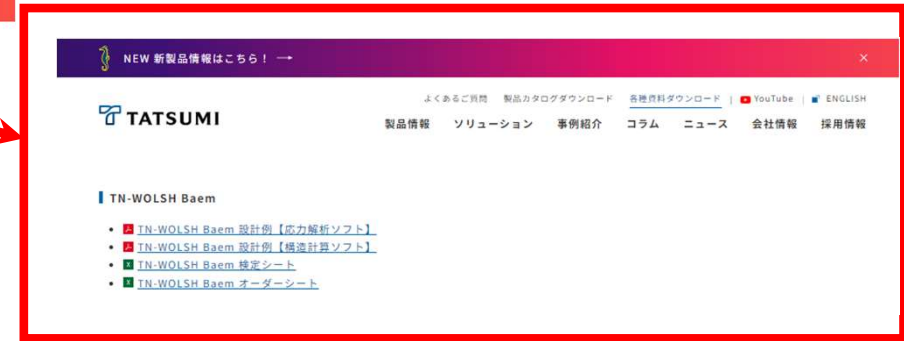 NEW 新製品情報はこちら！ → ×
よくあるご質問 製品カタログダウンロード 各種資料ダウンロード | YouTube | ENGLISH
TATSUMI
製品情報 ソリューション 事例紹介 コラム ニュース 会社情報 採用情報
TN-WOLSH Baem
TN-WOLSH Baem 設計例【応力解析ソフト】
TN-WOLSH Baem 設計例【構造計算ソフト】
TN-WOLSH Baem 検定シート
TN-WOLSH Baem オーダーシート